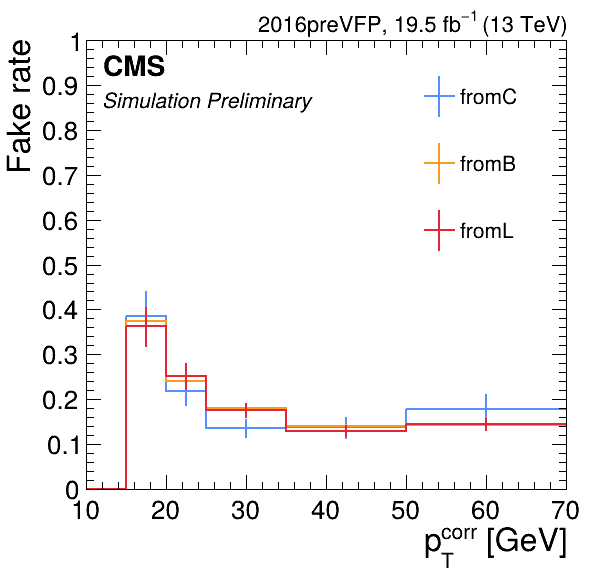 2016preVFP, 19.5 fb⁻¹ (13 TeV)
CMS
Simulation Preliminary
fromC
fromB
fromL
Fake rate
1
0.9
0.8
0.7
0.6
0.5
0.4
0.3
0.2
0.1
0
10 20 30 40 50 60 70
p_T^corr [GeV]